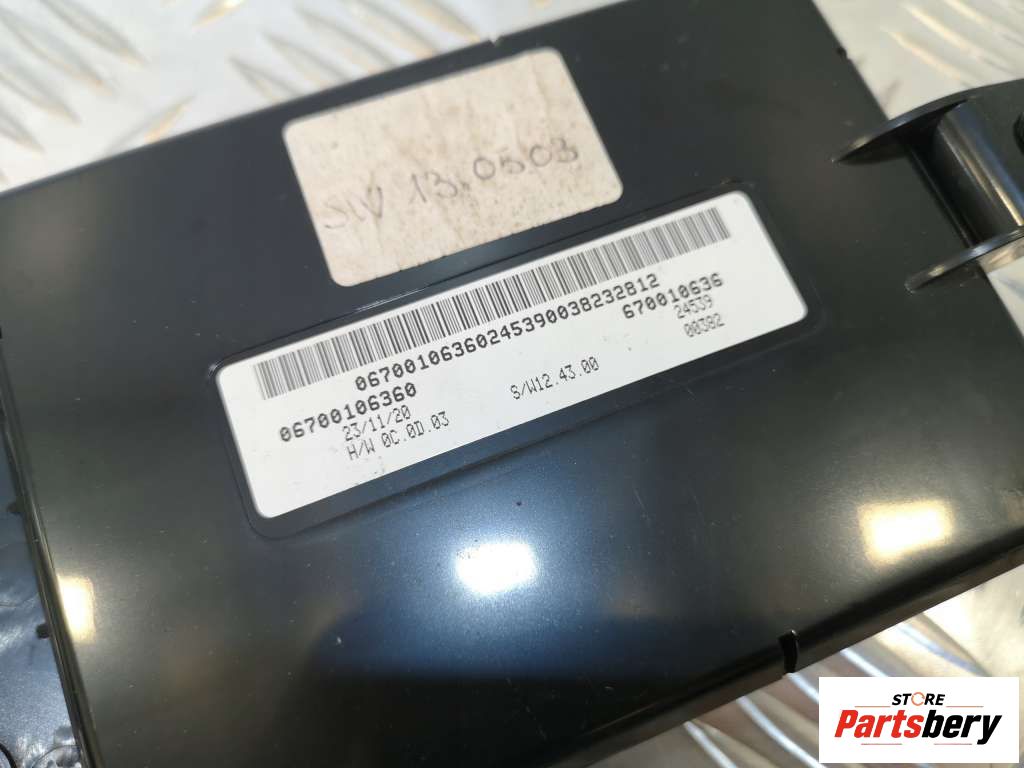 SW 13.0503
06700106360245390038232812
06700106360
670010636
23/11/20
24539
H/W 0C.0D.03
S/W12.43.00
00382
STORE
Partsbery